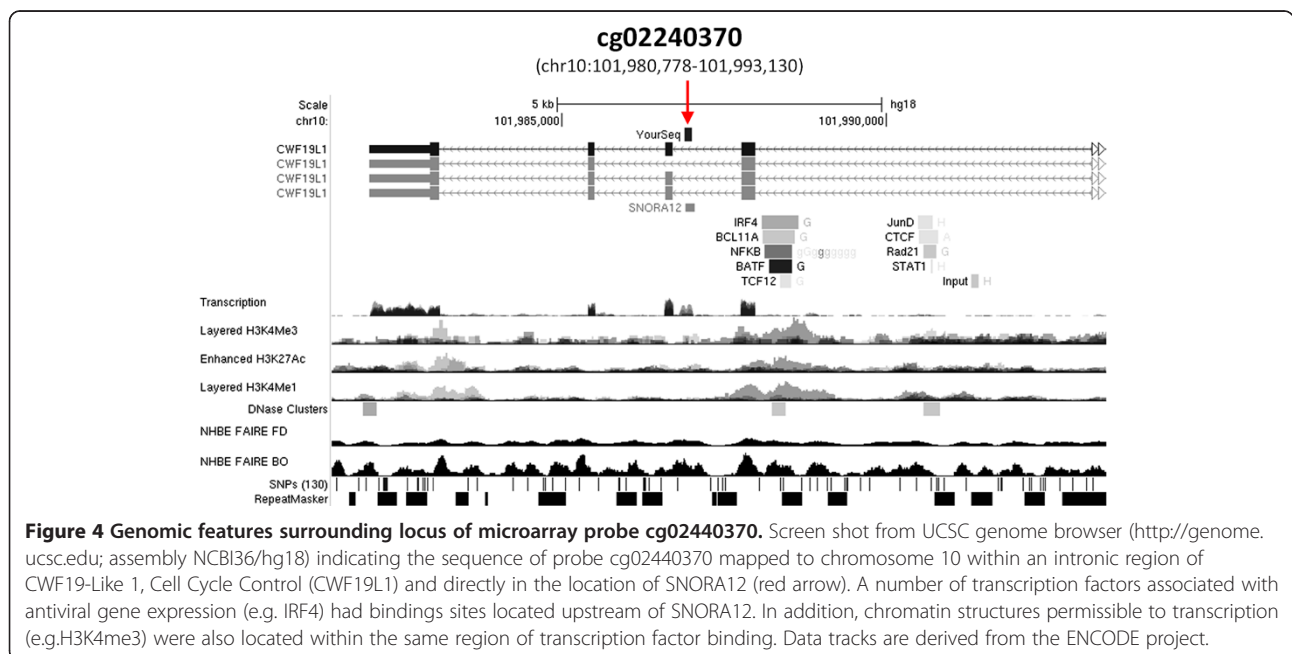 cg02240370
(chr10:101,980,778-101,993,130)
Scale 5 kb hg18
chr10: 101,985,000 101,990,000
YourSeq
CWF19L1
CWF19L1
CWF19L1
CWF19L1
SNORA12
IRF4 G JunD H
BCL11A G CTCF A
NFKB gGggggggg Rad21 G
BATF G STAT1 H
TCF12 G Input H
Transcription
Layered H3K4Me3
Enhanced H3K27Ac
Layered H3K4Me1
DNase Clusters
NHBE FAIRE FD
NHBE FAIRE BO
SNPs (130)
RepeatMasker
Figure 4 Genomic features surrounding locus of microarray probe cg02440370. Screen shot from UCSC genome browser (http://genome.
ucsc.edu; assembly NCBI36/hg18) indicating the sequence of probe cg02440370 mapped to chromosome 10 within an intronic region of
CWF19-Like 1, Cell Cycle Control (CWF19L1) and directly in the location of SNORA12 (red arrow). A number of transcription factors associated with
antiviral gene expression (e.g. IRF4) had bindings sites located upstream of SNORA12. In addition, chromatin structures permissible to transcription
(e.g.H3K4me3) were also located within the same region of transcription factor binding. Data tracks are derived from the ENCODE project.